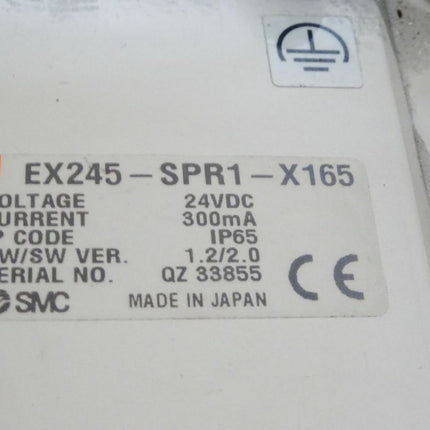 EX245-SPR1-X165
OLTAGE 24VDC
URRENT 300mA
P CODE IP65
W/SW VER. 1.2/2.0
ERIAL NO. QZ 33855
SMC MADE IN JAPAN CE